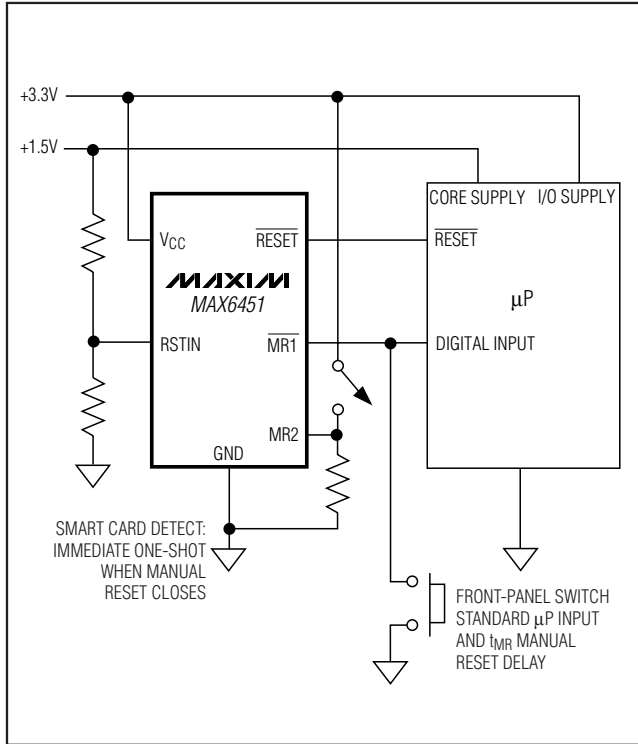 +3.3V
+1.5V
CORE SUPPLY
I/O SUPPLY
VCC
RESET
RESET
MAXIM
MAX6451
µP
RSTIN
MR1
DIGITAL INPUT
MR2
GND
SMART CARD DETECT:
IMMEDIATE ONE-SHOT
WHEN MANUAL
RESET CLOSES
FRONT-PANEL SWITCH
STANDARD µP INPUT
AND tMR MANUAL
RESET DELAY